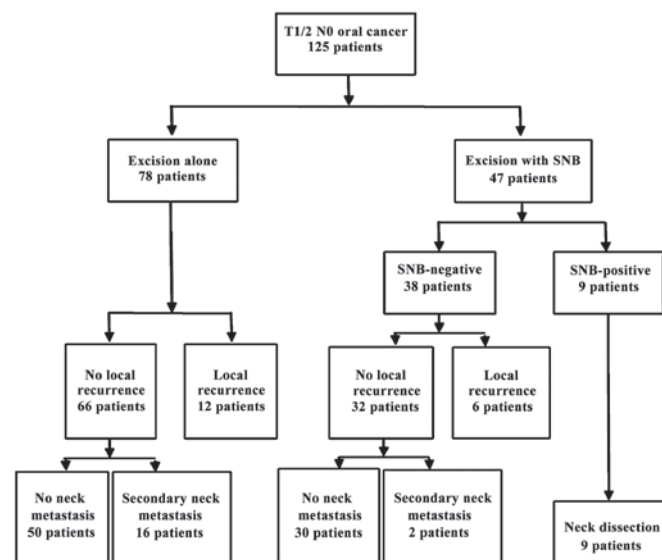 T1/2 N0 oral cancer
125 patients
Excision alone
78 patients
Excision with SNB
47 patients
SNB-negative
38 patients
SNB-positive
9 patients
No local
recurrence
66 patients
Local
recurrence
12 patients
No local
recurrence
32 patients
Local
recurrence
6 patients
No neck
metastasis
50 patients
Secondary neck
metastasis
16 patients
No neck
metastasis
30 patients
Secondary neck
metastasis
2 patients
Neck dissection
9 patients